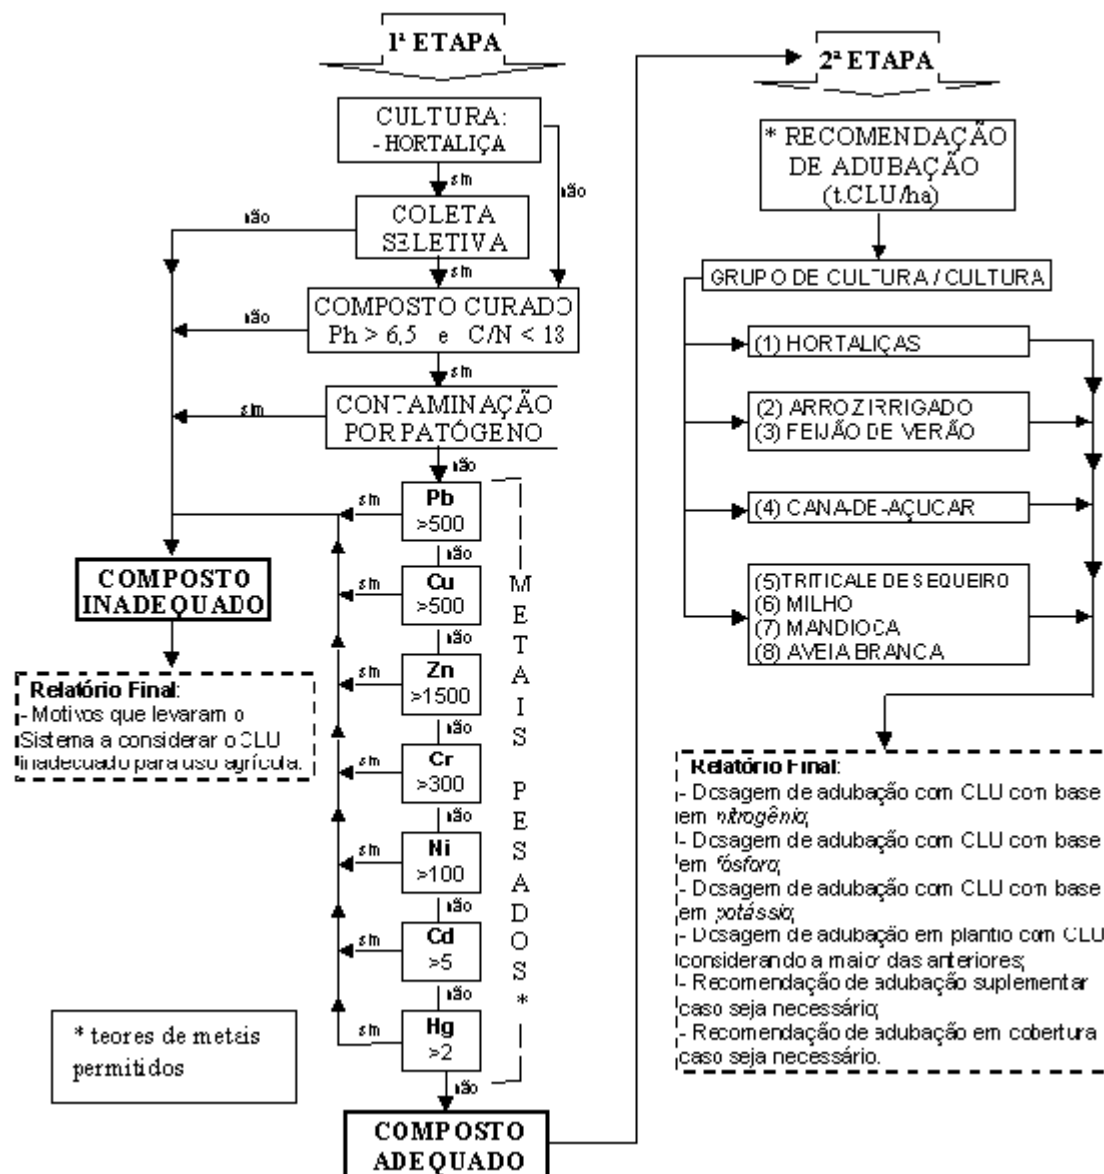 1ª ETAPA
CULTURA:
- HORTALIÇA
sim
não
não
COLETA
SELETIVA
sim
não
COMPOSTO CURADO
Ph > 6,5 e C/N < 18
sim
sim
CONTAMINAÇÃO
POR PATÓGENO
não
sim
Pb
>500
não
sim
Cu
>500
não
sim
Zn
>1500
não
sim
Cr
>300
não
sim
Ni
>100
não
sim
Cd
>5
não
sim
Hg
>2
não
METAIS PESADOS *
COMPOSTO
INADEQUADO
Relatório Final:
- Motivos que levaram o
Sistema a considerar o CLU
inadequado para uso agrícola.
* teores de metais
permitidos
COMPOSTO
ADEQUADO
2ª ETAPA
* RECOMENDAÇÃO
DE ADUBAÇÃO
(t.CLU/ha)
GRUPO DE CULTURA / CULTURA
(1) HORTALIÇAS
(2) ARROZ IRRIGADO
(3) FEIJÃO DE VERÃO
(4) CANA-DE-AÇUCAR
(5) TRITICALE DE SEQUEIRO
(6) MILHO
(7) MANDIOCA
(8) AVEIA BRANCA
Relatório Final:
- Dosagem de adubação com CLU com base
em nitrogênio;
- Dosagem de adubação com CLU com base
em fósforo;
- Dosagem de adubação com CLU com base
em potássio;
- Dosagem de adubação em plantio com CLU
considerando a maior das anteriores;
- Recomendação de adubação suplementar
caso seja necessário;
- Recomendação de adubação em cobertura
caso seja necessário.